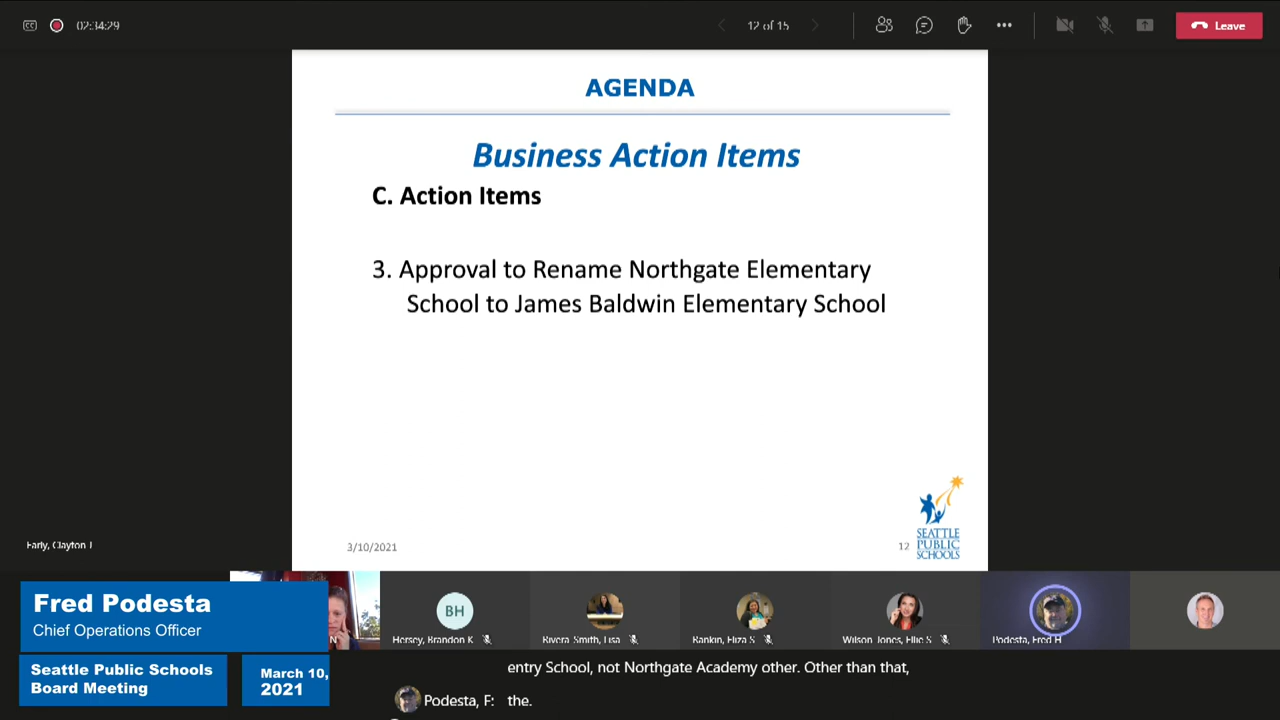 CC
02:34:29
12 of 15
Leave
AGENDA
Business Action Items
C. Action Items
3. Approval to Rename Northgate Elementary
School to James Baldwin Elementary School
Early, Clayton J
3/10/2021
12
SEATTLE
PUBLIC
SCHOOLS
Fred Podesta
Chief Operations Officer
Seattle Public Schools
Board Meeting
March 10,
2021
N
BH
Hersey, Brandon K
Rivera-Smith, Lisa
Rankin, Eliza S
Wilson-Jones, Ellie S
Podesta, Fred H
entry School, not Northgate Academy other. Other than that,
Podesta, F: the.